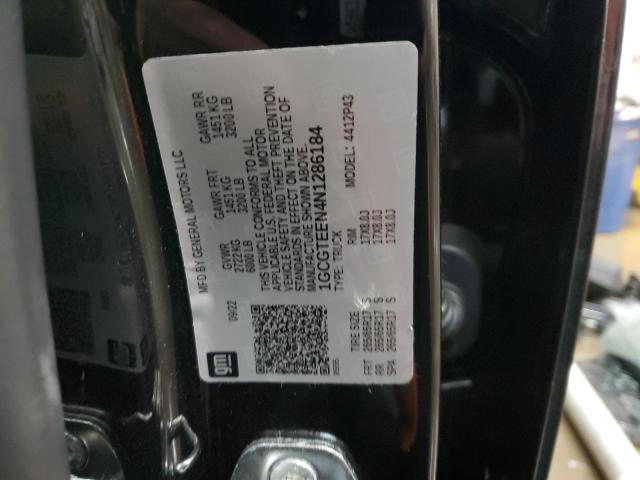 gm
MFD BY GENERAL MOTORS LLC
09/22
GVWR GAWR FRT GAWR RR
2722 KG 1451 KG 1451 KG
6000 LB 3200 LB 3200 LB
THIS VEHICLE CONFORMS TO ALL
APPLICABLE U.S. FEDERAL MOTOR
VEHICLE SAFETY AND THEFT PREVENTION
STANDARDS IN EFFECT ON THE DATE OF
MANUFACTURE SHOWN ABOVE.
1GCGTEEN4N1286184
TYPE: TRUCK MODEL: 4412P43
TIRE SIZE RIM
FRT 265/65R17 S 17X8.0J
RR 265/65R17 S 17X8.0J
SPA 265/65R17 S 17X8.0J